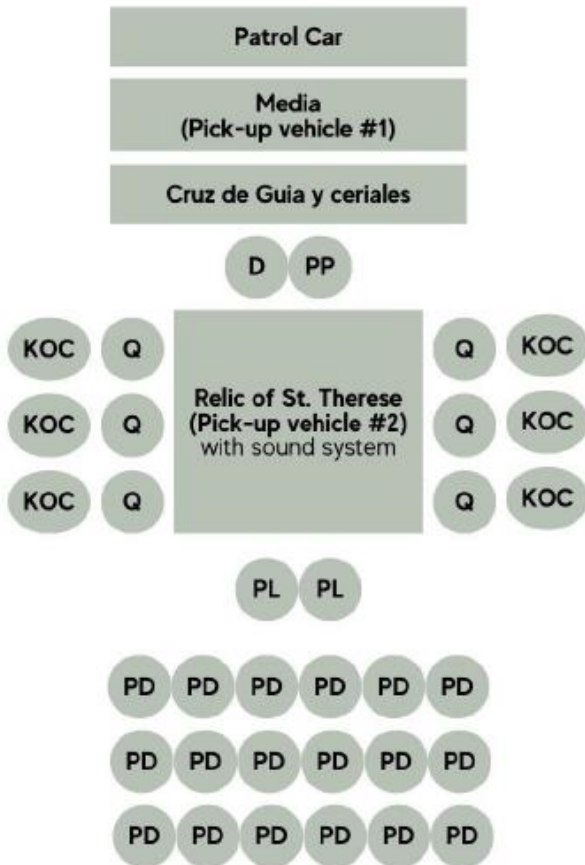 Patrol Car
Media
(Pick-up vehicle #1)
Cruz de Guia y ceriales
D PP
KOC Q Q KOC
Relic of St. Therese
(Pick-up vehicle #2)
KOC Q Q KOC
with sound system
KOC Q Q KOC
PL PL
PD PD PD PD PD PD
PD PD PD PD PD PD
PD PD PD PD PD PD